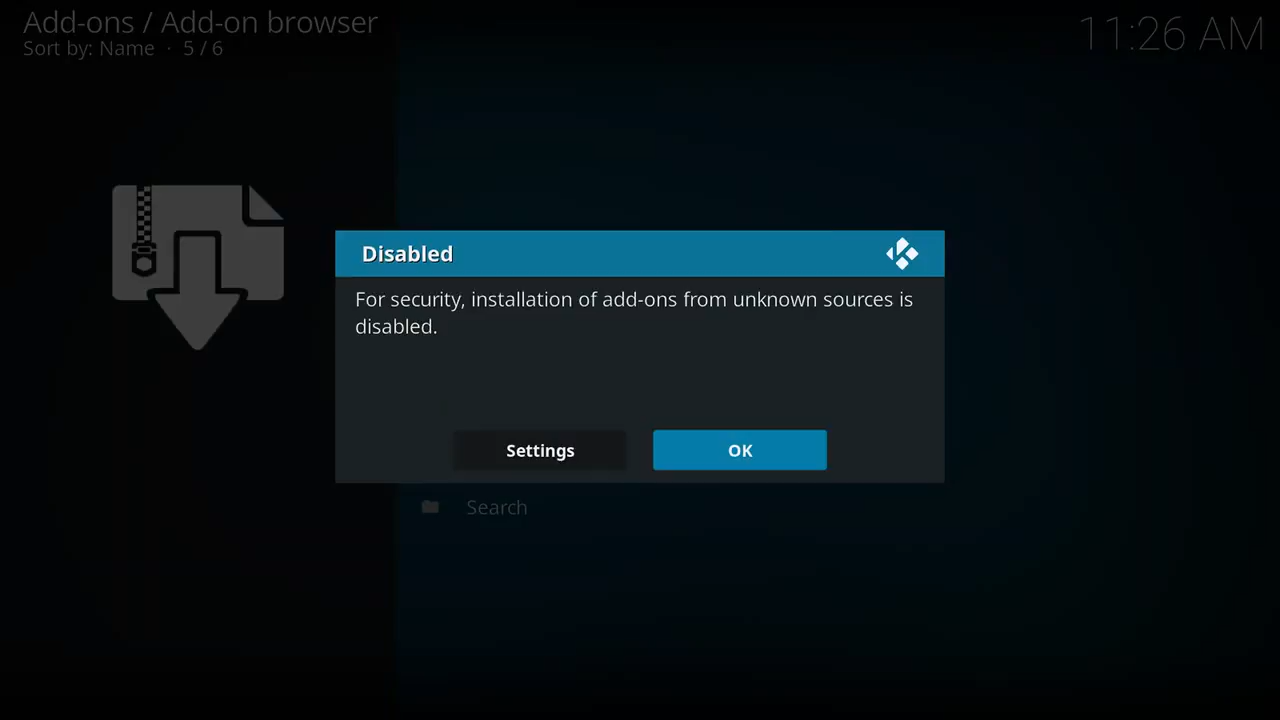 Add-ons / Add-on browser
Sort by: Name · 5 / 6
11:26 AM
Disabled
For security, installation of add-ons from unknown sources is
disabled.
Settings
OK
Search